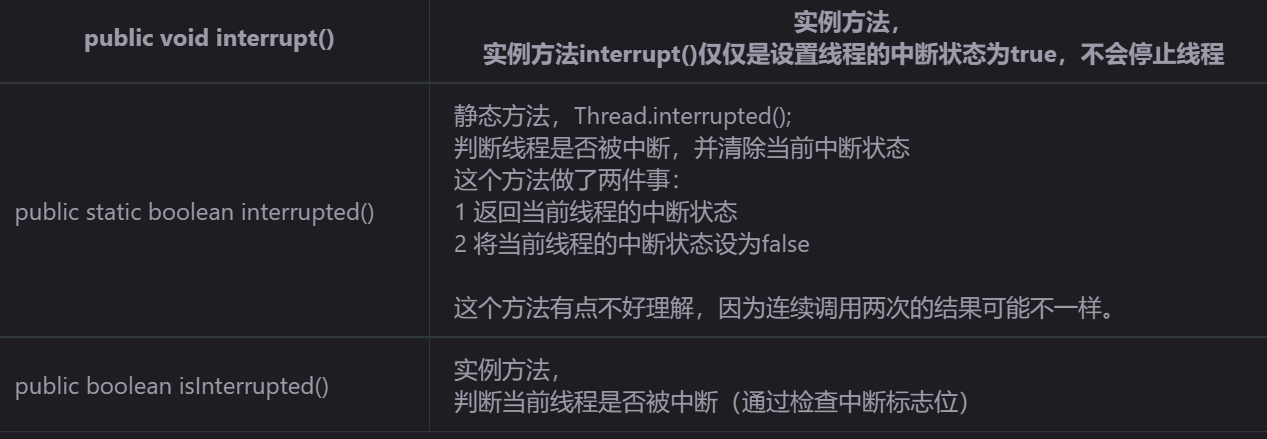 public void interrupt()
实例方法，
实例方法interrupt()仅仅是设置线程的中断状态为true，不会停止线程
public static boolean interrupted()
静态方法，Thread.interrupted();
判断线程是否被中断，并清除当前中断状态
这个方法做了两件事：
1 返回当前线程的中断状态
2 将当前线程的中断状态设为false
这个方法有点不好理解，因为连续调用两次的结果可能不一样。
public boolean isInterrupted()
实例方法，
判断当前线程是否被中断（通过检查中断标志位）